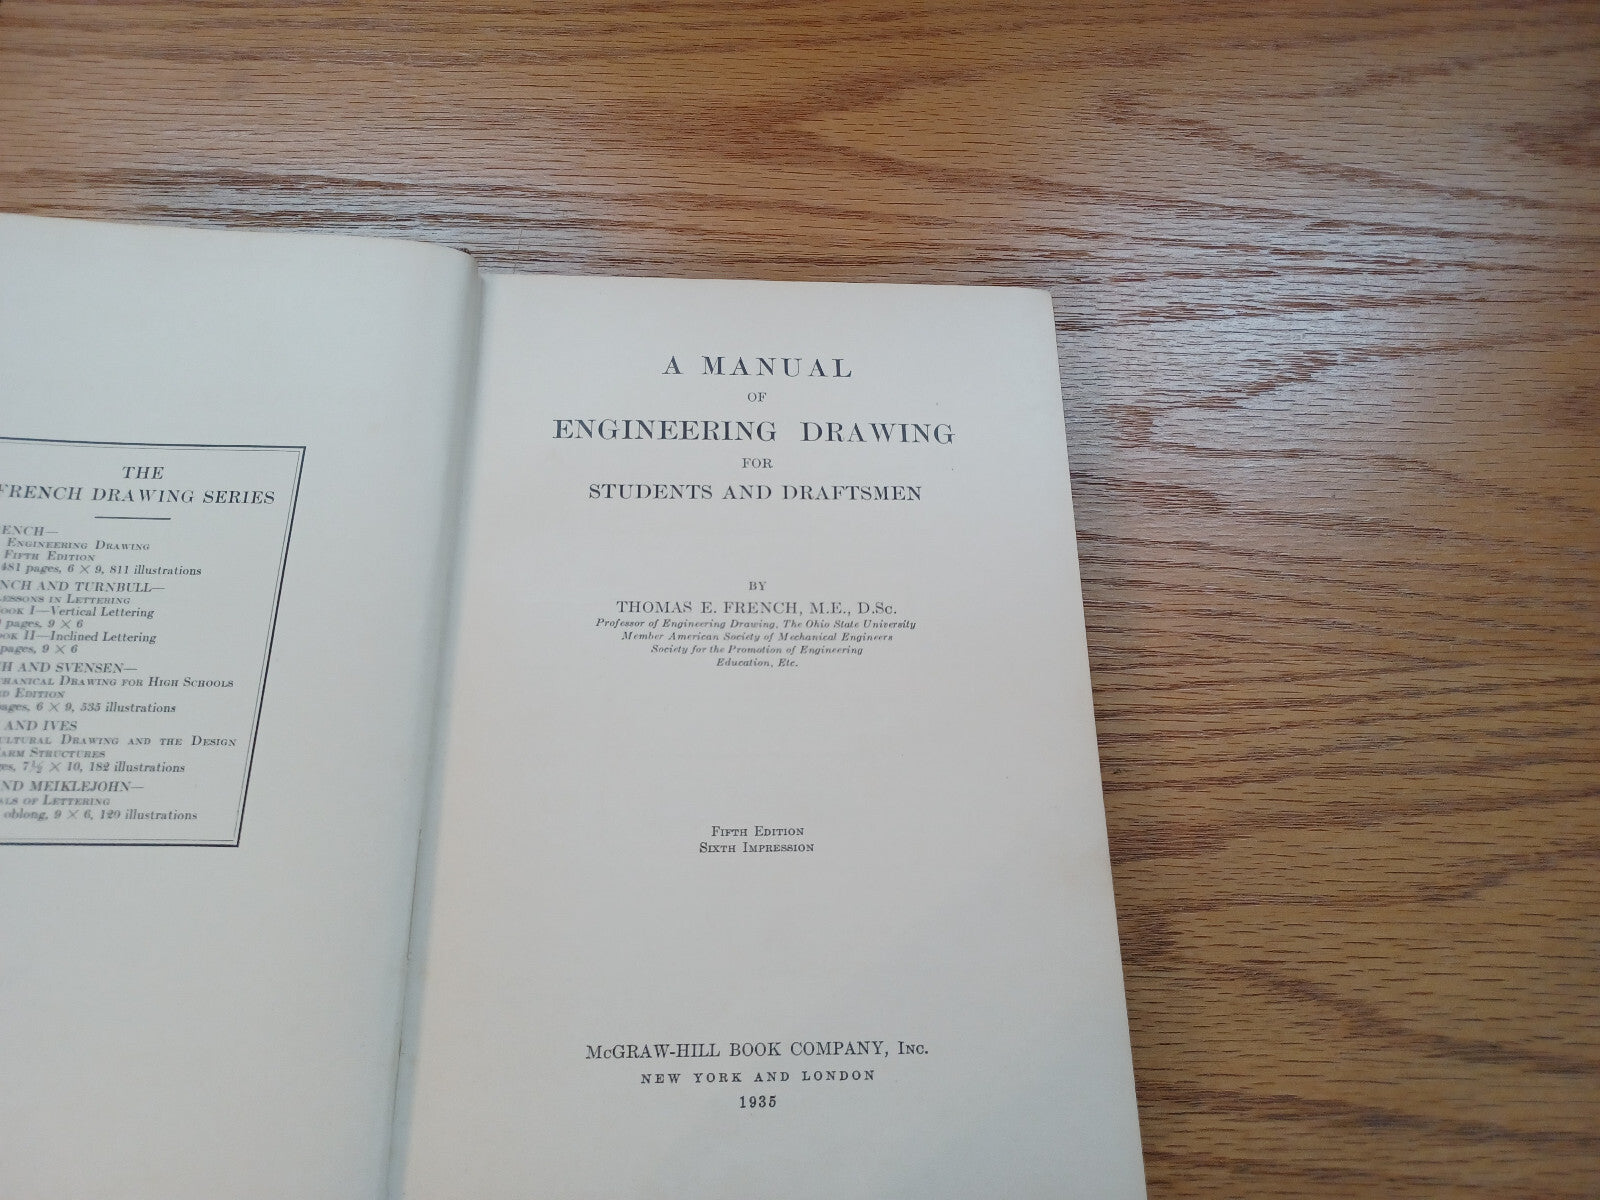 THE
FRENCH DRAWING SERIES
ENGINEERING DRAWING
FIFTH EDITION
481 pages, 6 × 9, 811 illustrations
AND TURNBULL—
IN LETTERING
I—Vertical Lettering
pages, 9 × 6
II—Inclined Lettering
pages, 9 × 6
AND SVENSEN—
DRAWING FOR HIGH SCHOOLS
EDITION
6 × 9, 535 illustrations
AND IVES
DRAWING AND THE DESIGN
STRUCTURES
7½ × 10, 182 illustrations
MEIKLEJOHN—
OF LETTERING
oblong, 9 × 6, 120 illustrations
A MANUAL
OF
ENGINEERING DRAWING
FOR
STUDENTS AND DRAFTSMEN
BY
THOMAS E. FRENCH, M.E., D.Sc.
Professor of Engineering Drawing, The Ohio State University
Member American Society of Mechanical Engineers
Society for the Promotion of Engineering
Education, Etc.
FIFTH EDITION
SIXTH IMPRESSION
McGRAW-HILL BOOK COMPANY, INC.
NEW YORK AND LONDON
1935